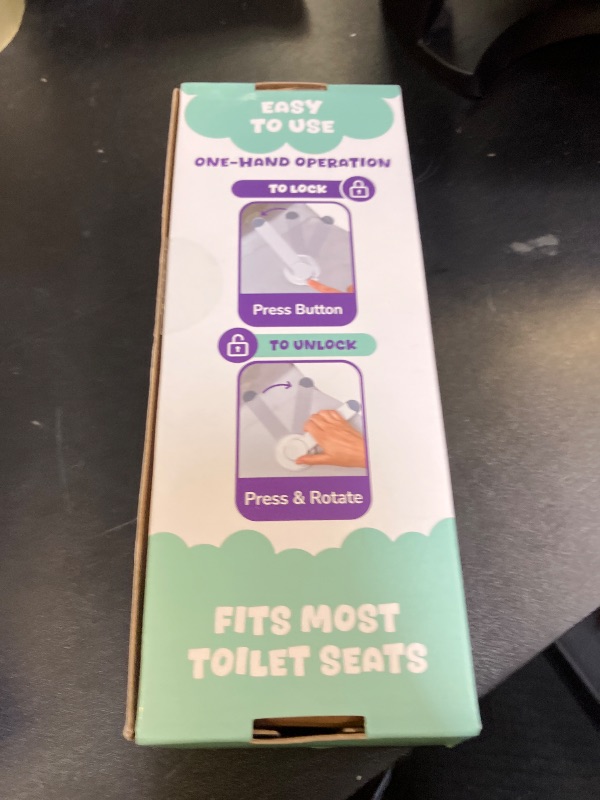 EASY
TO USE
ONE-HAND OPERATION
TO LOCK
Press Button
TO UNLOCK
Press & Rotate
FITS MOST
TOILET SEATS